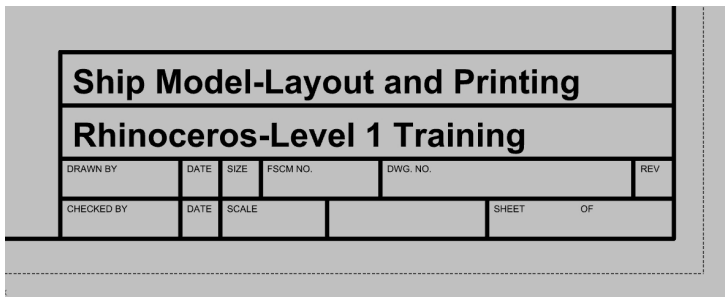 Ship Model-Layout and Printing
Rhinoceros-Level 1 Training
DRAWN BY DATE SIZE FSCM NO. DWG. NO. REV
CHECKED BY DATE SCALE SHEET OF